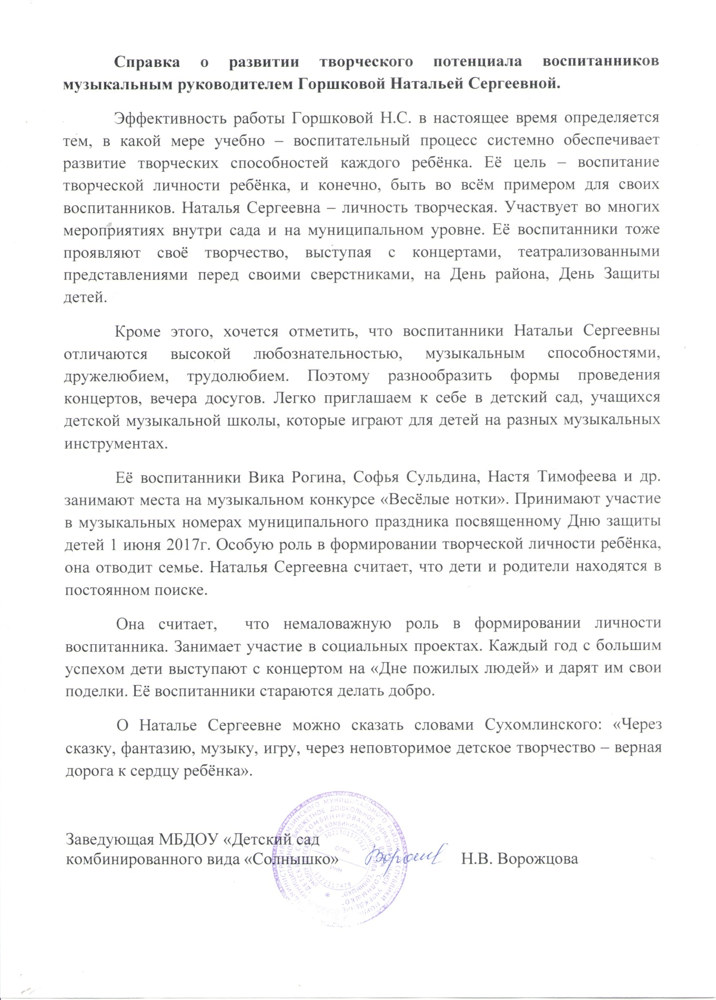 Справка о развитии творческого потенциала воспитанников
музыкальным руководителем Горшковой Натальей Сергеевной.
Эффективность работы Горшковой Н.С. в настоящее время определяется
тем, в какой мере учебно – воспитательный процесс системно обеспечивает
развитие творческих способностей каждого ребёнка. Её цель – воспитание
творческой личности ребёнка, и конечно, быть во всём примером для своих
воспитанников. Наталья Сергеевна – личность творческая. Участвует во многих
мероприятиях внутри сада и на муниципальном уровне. Её воспитанники тоже
проявляют своё творчество, выступая с концертами, театрализованными
представлениями перед своими сверстниками, на День района, День Защиты
детей.
Кроме этого, хочется отметить, что воспитанники Натальи Сергеевны
отличаются высокой любознательностью, музыкальным способностями,
дружелюбием, трудолюбием. Поэтому разнообразить формы проведения
концертов, вечера досугов. Легко приглашаем к себе в детский сад, учащихся
детской музыкальной школы, которые играют для детей на разных музыкальных
инструментах.
Её воспитанники Вика Рогина, Софья Сульдина, Настя Тимофеева и др.
занимают места на музыкальном конкурсе «Весёлые нотки». Принимают участие
в музыкальных номерах муниципального праздника посвященному Дню защиты
детей 1 июня 2017г. Особую роль в формировании творческой личности ребёнка,
она отводит семье. Наталья Сергеевна считает, что дети и родители находятся в
постоянном поиске.
Она считает, что немаловажную роль в формировании личности
воспитанника. Занимает участие в социальных проектах. Каждый год с большим
успехом дети выступают с концертом на «Дне пожилых людей» и дарят им свои
поделки. Её воспитанники стараются делать добро.
О Наталье Сергеевне можно сказать словами Сухомлинского: «Через
сказку, фантазию, музыку, игру, через неповторимое детское творчество – верная
дорога к сердцу ребёнка».
Заведующая МБДОУ «Детский сад
комбинированного вида «Солнышко» Н.В. Ворожцова
ОГРН
ИНН